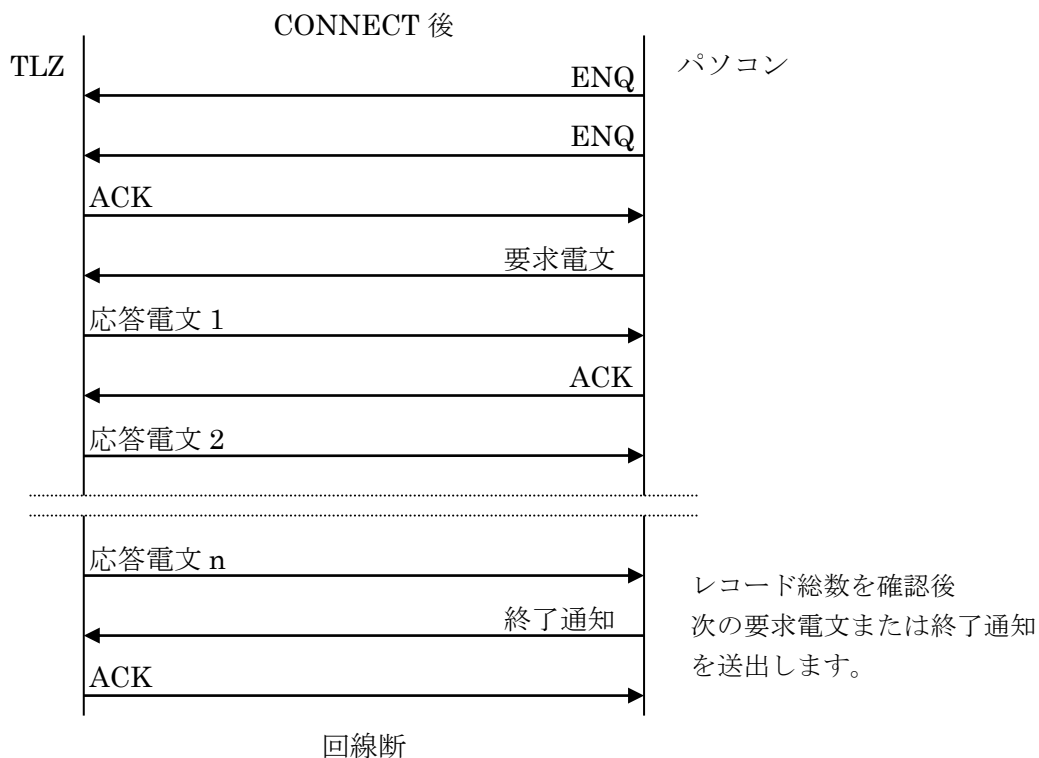 CONNECT 後
TLZ
パソコン
ENQ
ENQ
ACK
要求電文
応答電文 1
ACK
応答電文 2
応答電文 n
終了通知
ACK
レコード総数を確認後
次の要求電文または終了通知
を送出します。
回線断